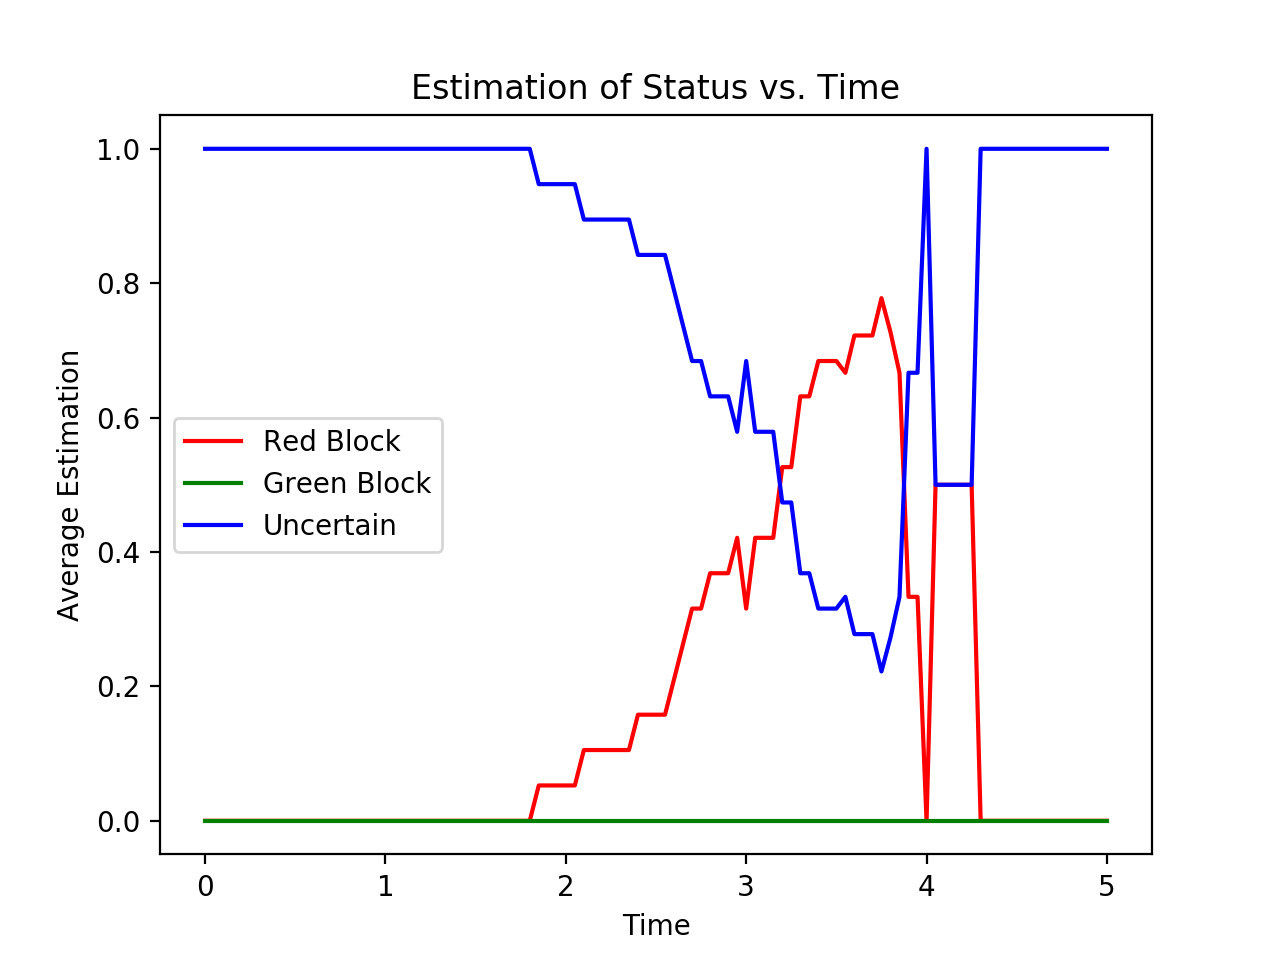 Estimation of Status vs. Time
1.0
0.8
0.6
0.4
0.2
0.0
Average Estimation
Red Block
Green Block
Uncertain
0 1 2 3 4 5
Time